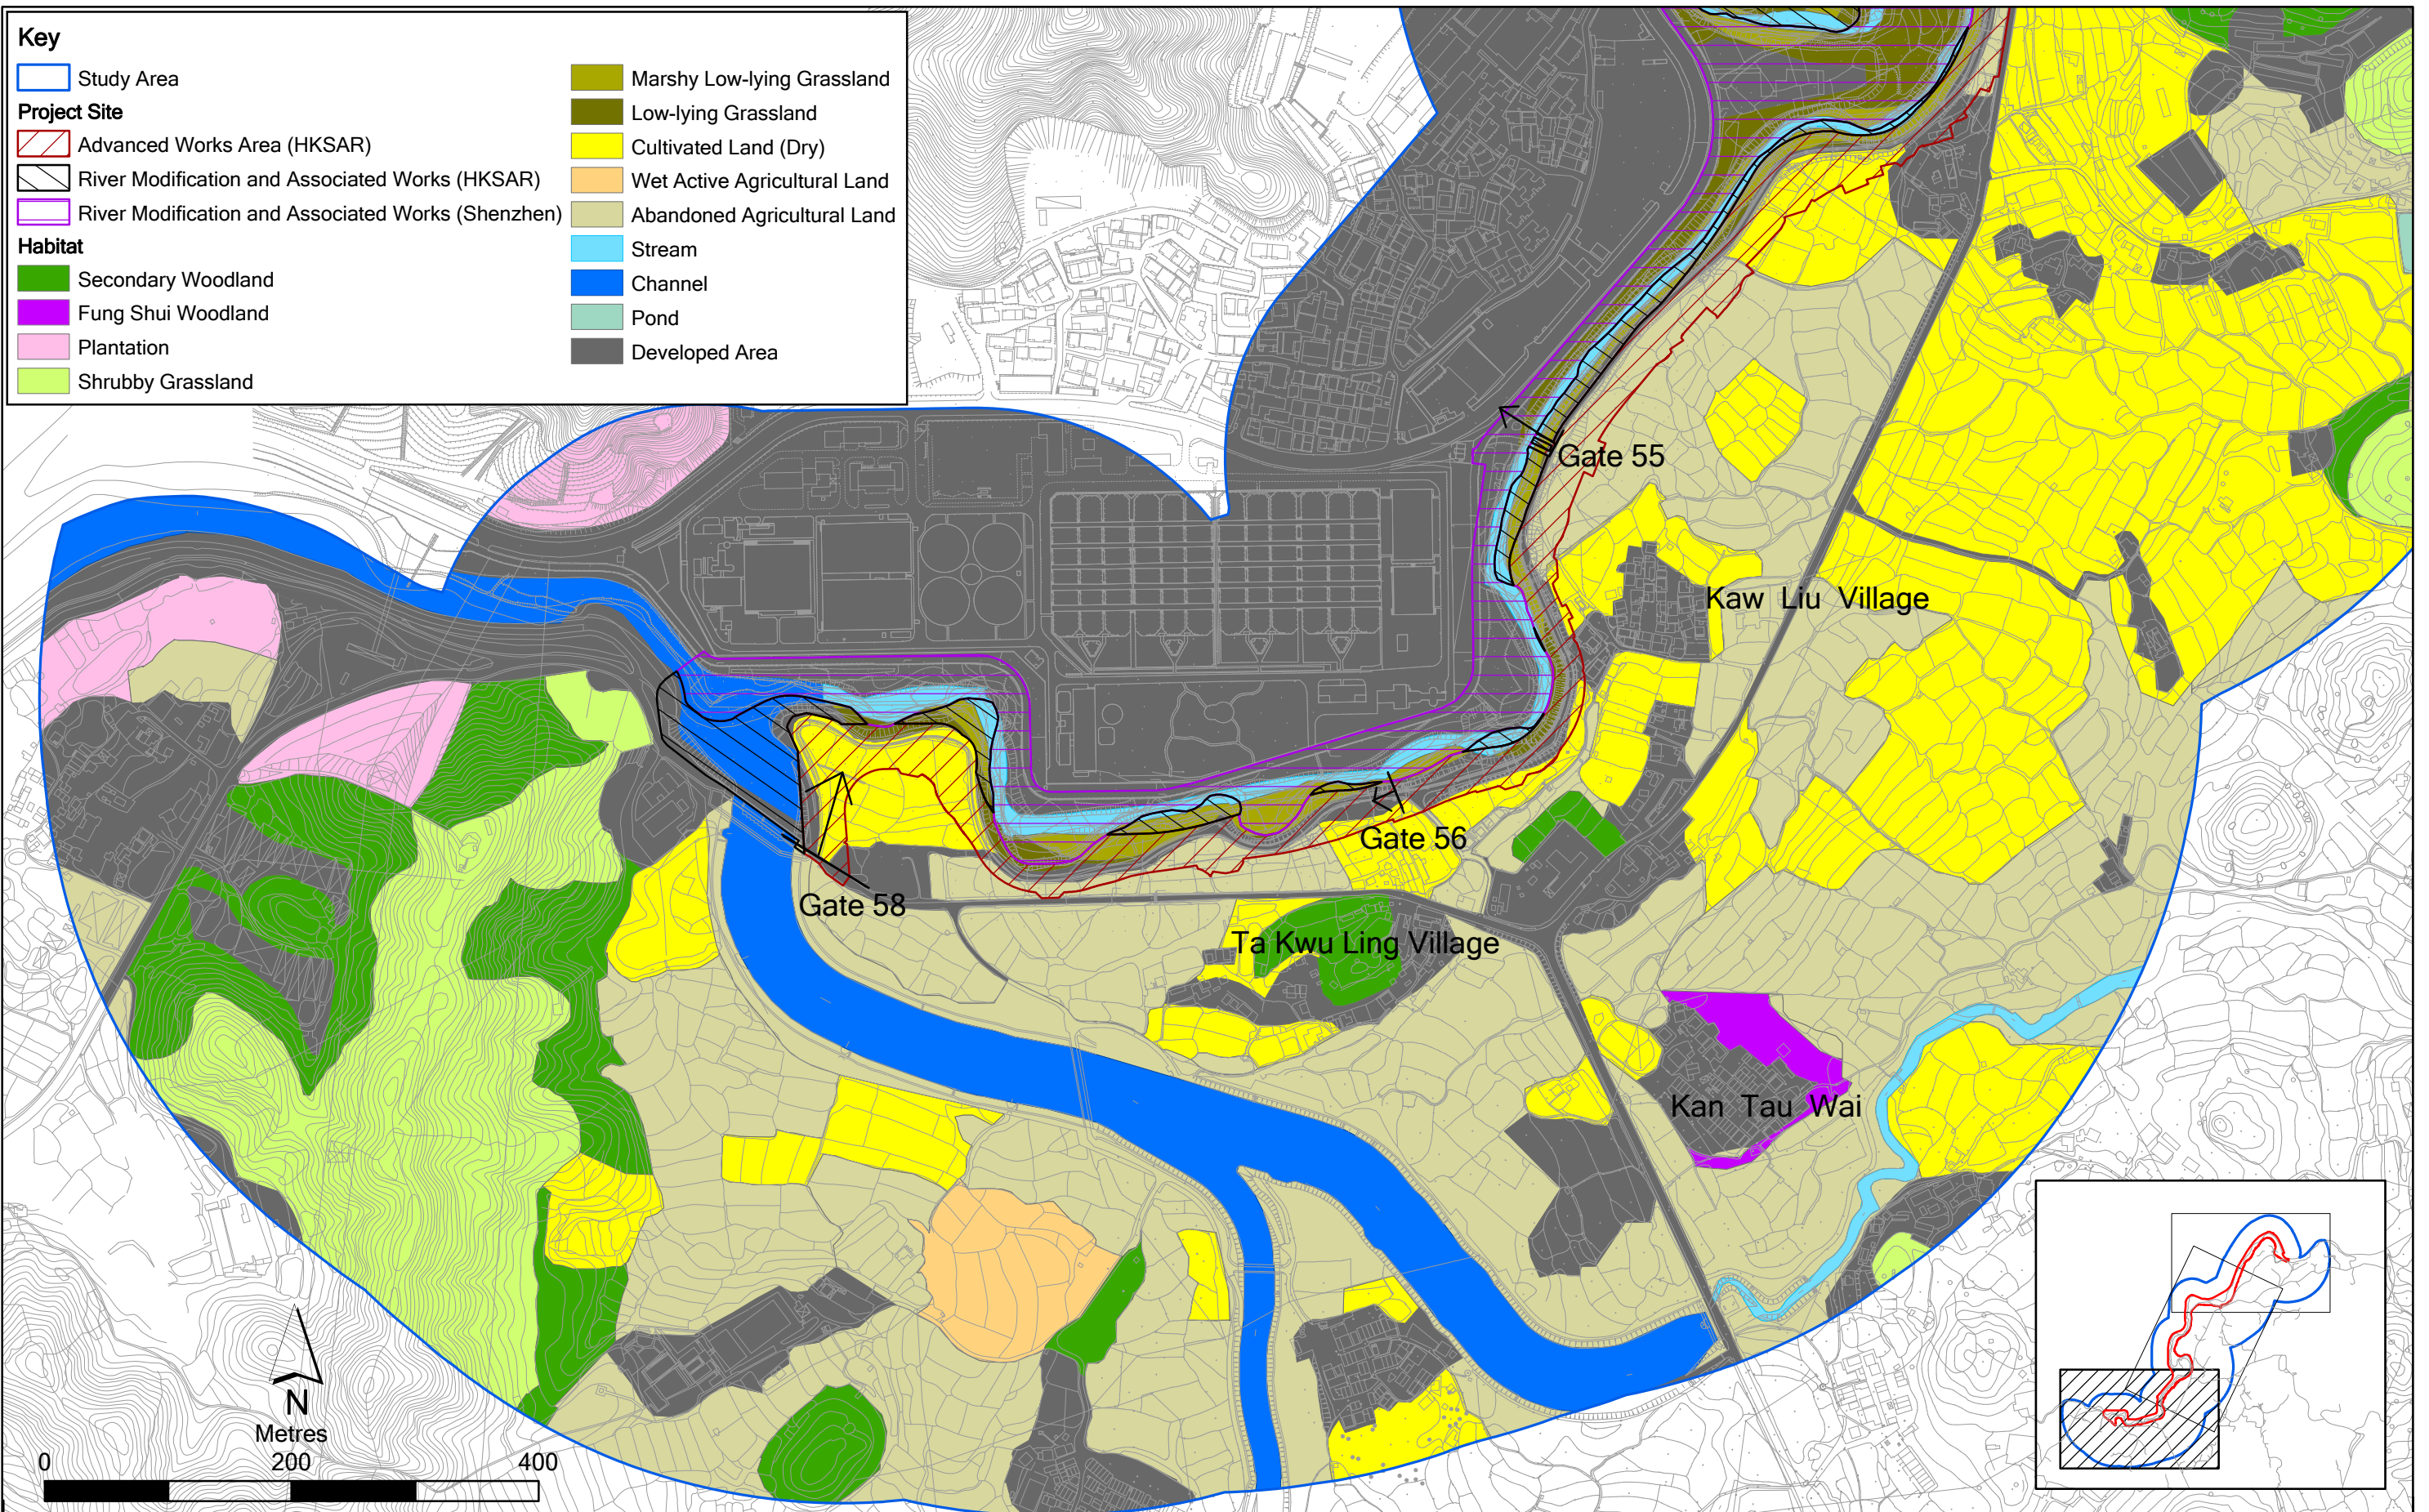 Key
Study Area
Project Site
Advanced Works Area (HKSAR)
River Modification and Associated Works (HKSAR)
River Modification and Associated Works (Shenzhen)
Habitat
Secondary Woodland
Fung Shui Woodland
Plantation
Shrubby Grassland
Marshy Low-lying Grassland
Low-lying Grassland
Cultivated Land (Dry)
Wet Active Agricultural Land
Abandoned Agricultural Land
Stream
Channel
Pond
Developed Area
Gate 55
Kaw Liu Village
Gate 56
Gate 58
Ta Kwu Ling Village
Kan Tau Wai
N
Metres
0 200 400